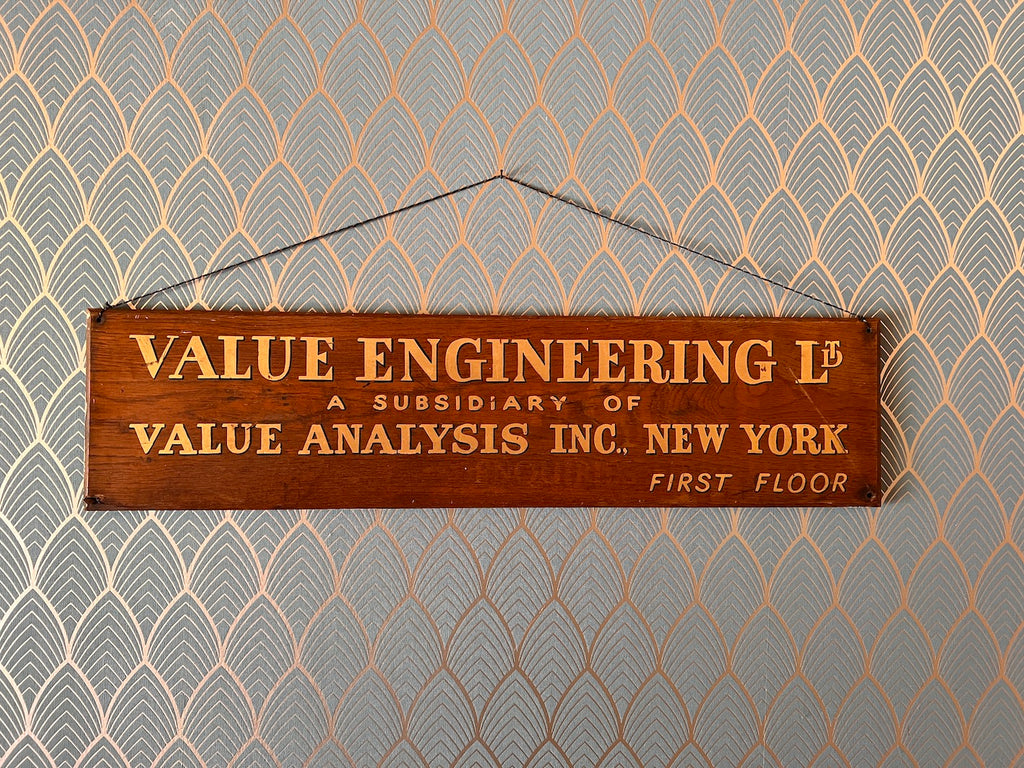 VALUE ENGINEERING LTD
A SUBSIDiARY OF
VALUE ANALYSIS INC., NEW YORK
FIRST FLOOR